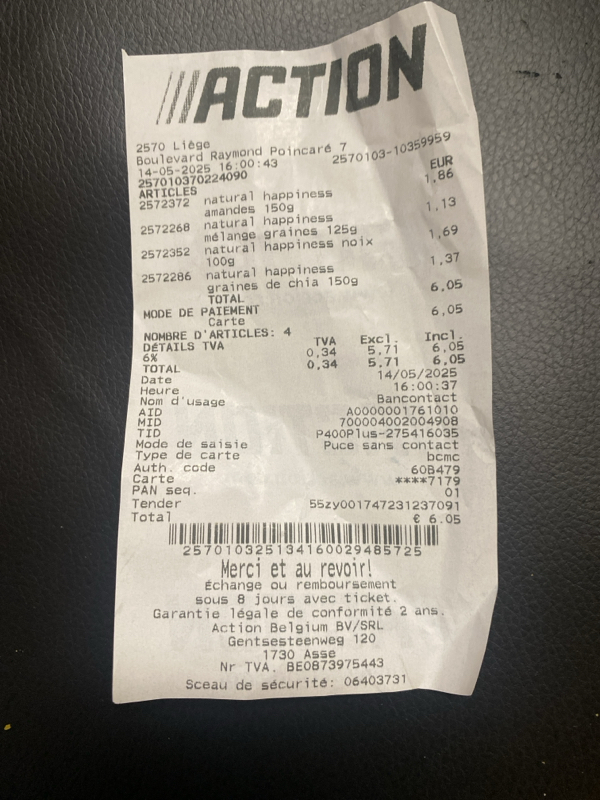 ACTION
2570 Liège
Boulevard Raymond Poincaré 7
14-05-2025 16:00:43 2570103-10359959
257010370224090 EUR
ARTICLES 1,86
2572372 natural happiness
amandes 150g 1,13
2572268 natural happiness
mélange graines 125g 1,69
2572352 natural happiness noix
100g 1,37
2572286 natural happiness
graines de chia 150g 6,05
TOTAL
MODE DE PAIEMENT 6,05
Carte
NOMBRE D'ARTICLES: 4
DÉTAILS TVA TVA Excl. Incl.
6% 0,34 5,71 6,05
TOTAL 0,34 5,71 6,05
Date 14/05/2025
Heure 16:00:37
Nom d'usage Bancontact
AID A0000001761010
MID 700004002004908
TID P400Plus-275416035
Mode de saisie Puce sans contact
Type de carte bcmc
Auth. code 60B479
Carte ****7179
PAN seq. 01
Tender 55zy001747231237091
Total € 6.05
257010325134160029485725
Merci et au revoir!
Échange ou remboursement
sous 8 jours avec ticket.
Garantie légale de conformité 2 ans.
Action Belgium BV/SRL
Gentsesteenweg 120
1730 Asse
Nr TVA. BE0873975443
Sceau de sécurité: 06403731